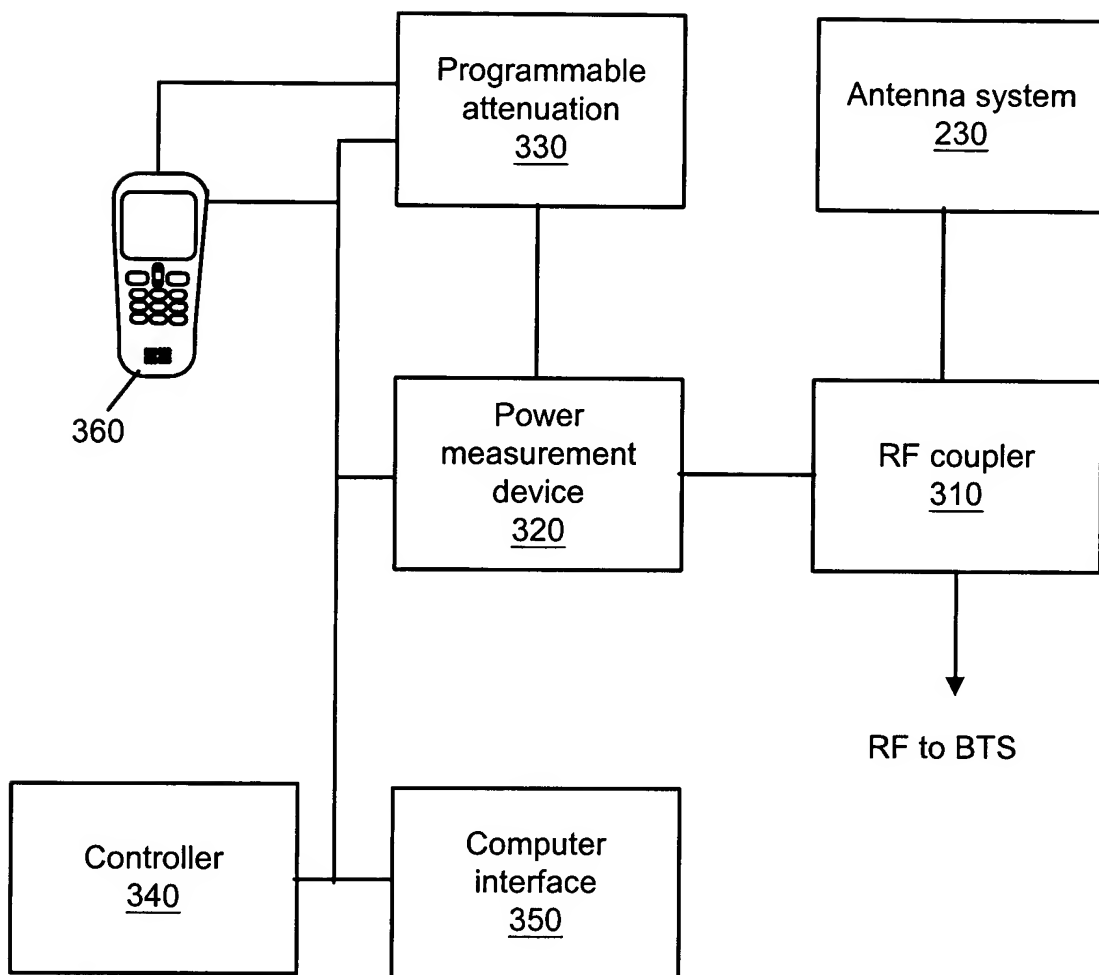 Programmable
attenuation
330
Antenna system
230
360
Power
measurement
device
320
RF coupler
310
RF to BTS
Controller
340
Computer
interface
350